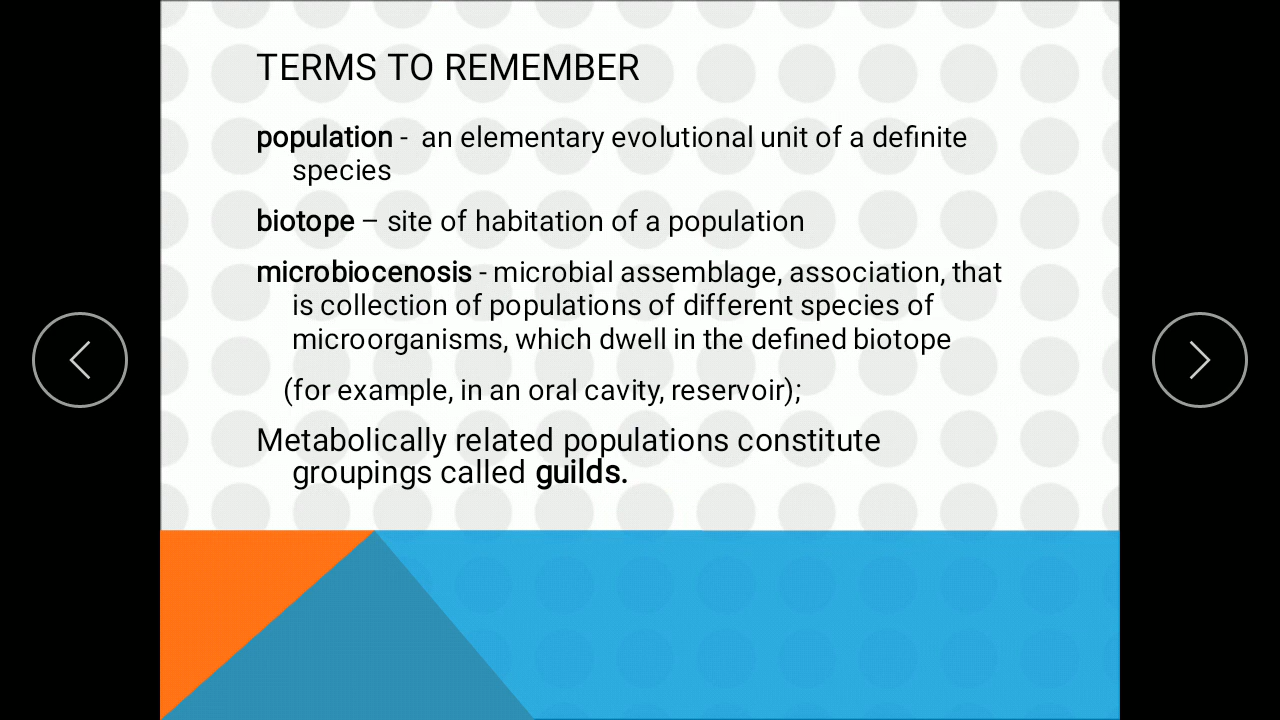 TERMS TO REMEMBER
population -  an elementary evolutional unit of a definite
species
biotope – site of habitation of a population
microbiocenosis - microbial assemblage, association, that
is collection of populations of different species of
microorganisms, which dwell in the defined biotope
(for example, in an oral cavity, reservoir);
Metabolically related populations constitute
groupings called guilds.